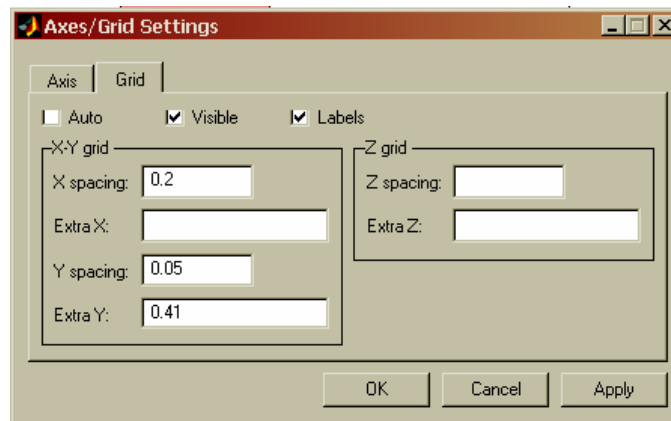 Axes/Grid Settings
Axis Grid
Auto Visible Labels
X-Y grid Z grid
X spacing: 0.2 Z spacing:
Extra X: Extra Z:
Y spacing: 0.05
Extra Y: 0.41
OK Cancel Apply